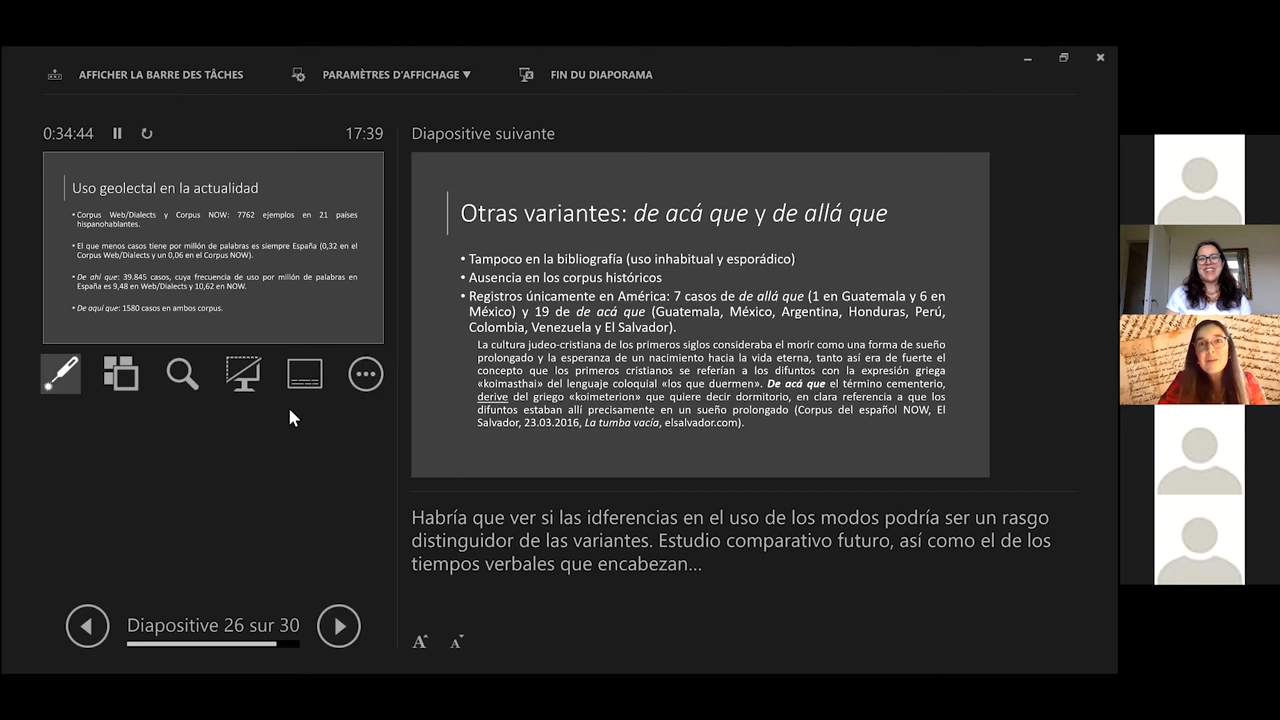 AFFICHER LA BARRE DES TÂCHES
PARAMÈTRES D'AFFICHAGE ▼
FIN DU DIAPORAMA
0:34:44
17:39
Uso geolectal en la actualidad
• Corpus Web/Dialects y Corpus NOW: 7762 ejemplos en 21 países
hispanohablantes.
• El que menos casos tiene por millón de palabras es siempre España (0,32 en el
Corpus Web/Dialects y un 0,06 en el Corpus NOW).
• De ahí que: 39.845 casos, cuya frecuencia de uso por millón de palabras en
España es 9,48 en Web/Dialects y 10,62 en NOW.
• De aquí que: 1580 casos en ambos corpus.
Diapositive 26 sur 30
Diapositive suivante
Otras variantes: de acá que y de allá que
• Tampoco en la bibliografía (uso inhabitual y esporádico)
• Ausencia en los corpus históricos
• Registros únicamente en América: 7 casos de de allá que (1 en Guatemala y 6 en
México) y 19 de de acá que (Guatemala, México, Argentina, Honduras, Perú,
Colombia, Venezuela y El Salvador).
La cultura judeo-cristiana de los primeros siglos consideraba el morir como una forma de sueño
prolongado y la esperanza de un nacimiento hacia la vida eterna, tanto así era de fuerte el
concepto que los primeros cristianos se referían a los difuntos con la expresión griega
«koimasthai» del lenguaje coloquial «los que duermen». De acá que el término cementerio,
derive del griego «koimeterion» que quiere decir dormitorio, en clara referencia a que los
difuntos estaban allí precisamente en un sueño prolongado (Corpus del español NOW, El
Salvador, 23.03.2016, La tumba vacía, elsalvador.com).
Habría que ver si las idferencias en el uso de los modos podría ser un rasgo
distinguidor de las variantes. Estudio comparativo futuro, así como el de los
tiempos verbales que encabezan...
A A